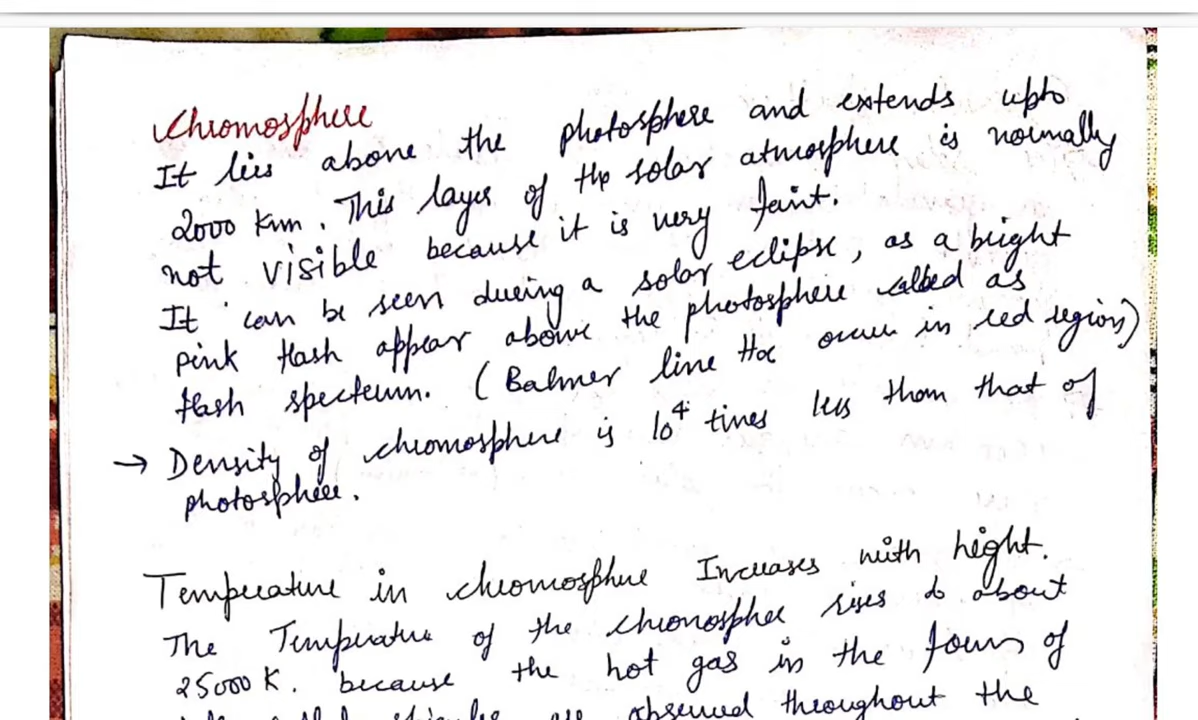 Chromosphere
It lies above the photosphere and extends upto
2000 Km. This layer of the solar atmosphere is normally
not visible because it is very faint.
It can be seen during a solar eclipse, as a bright
pink flash appear above the photosphere called as
flash spectrum. (Balmer line Hα occur in red region)
→ Density of chromosphere is 10⁴ times less than that of
photosphere.
Temperature in chromosphere Increases with hight.
The Temperature of the chromosphere rises to about
25000 K. because the hot gas in the form of
are observed throughout the